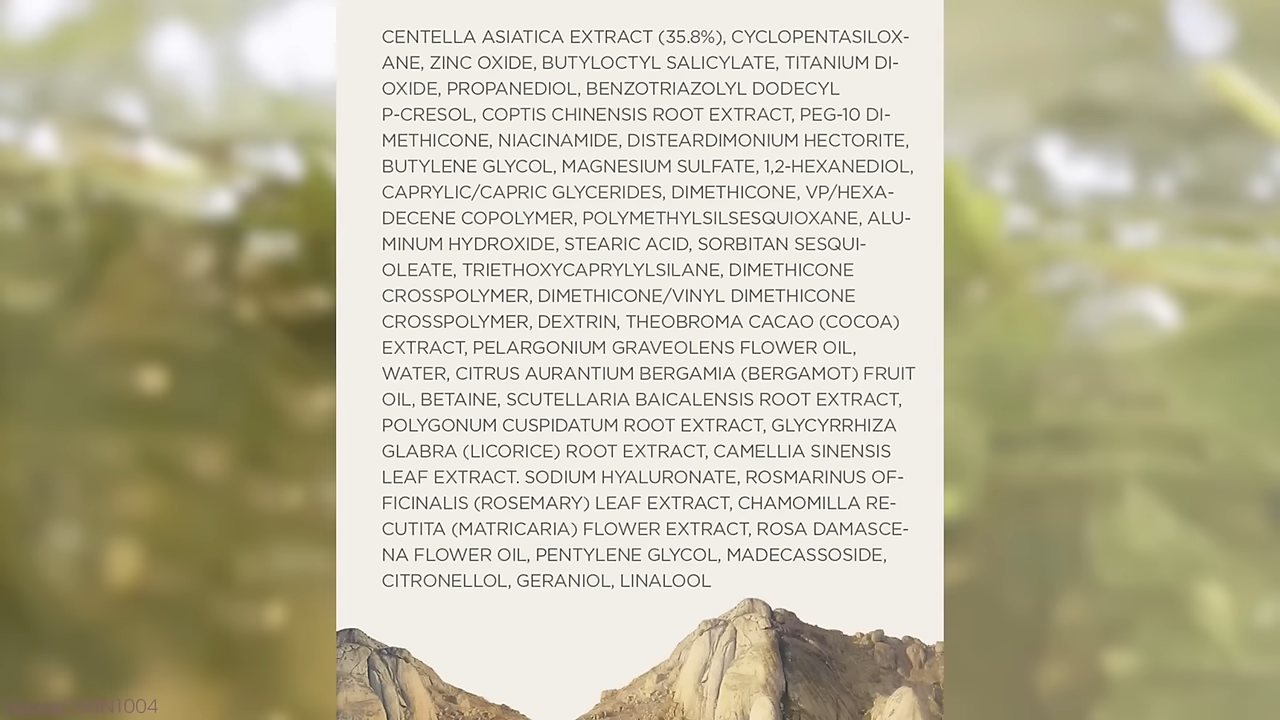 CENTELLA ASIATICA EXTRACT (35.8%), CYCLOPENTASILOX-
ANE, ZINC OXIDE, BUTYLOCTYL SALICYLATE, TITANIUM DI-
OXIDE, PROPANEDIOL, BENZOTRIAZOLYL DODECYL
P-CRESOL, COPTIS CHINENSIS ROOT EXTRACT, PEG-10 DI-
METHICONE, NIACINAMIDE, DISTEARDIMONIUM HECTORITE,
BUTYLENE GLYCOL, MAGNESIUM SULFATE, 1,2-HEXANEDIOL,
CAPRYLIC/CAPRIC GLYCERIDES, DIMETHICONE, VP/HEXA-
DECENE COPOLYMER, POLYMETHYLSILSESQUIOXANE, ALU-
MINUM HYDROXIDE, STEARIC ACID, SORBITAN SESQUI-
OLEATE, TRIETHOXYCAPRYLYLSILANE, DIMETHICONE
CROSSPOLYMER, DIMETHICONE/VINYL DIMETHICONE
CROSSPOLYMER, DEXTRIN, THEOBROMA CACAO (COCOA)
EXTRACT, PELARGONIUM GRAVEOLENS FLOWER OIL,
WATER, CITRUS AURANTIUM BERGAMIA (BERGAMOT) FRUIT
OIL, BETAINE, SCUTELLARIA BAICALENSIS ROOT EXTRACT,
POLYGONUM CUSPIDATUM ROOT EXTRACT, GLYCYRRHIZA
GLABRA (LICORICE) ROOT EXTRACT, CAMELLIA SINENSIS
LEAF EXTRACT. SODIUM HYALURONATE, ROSMARINUS OF-
FICINALIS (ROSEMARY) LEAF EXTRACT, CHAMOMILLA RE-
CUTITA (MATRICARIA) FLOWER EXTRACT, ROSA DAMASCE-
NA FLOWER OIL, PENTYLENE GLYCOL, MADECASSOSIDE,
CITRONELLOL, GERANIOL, LINALOOL